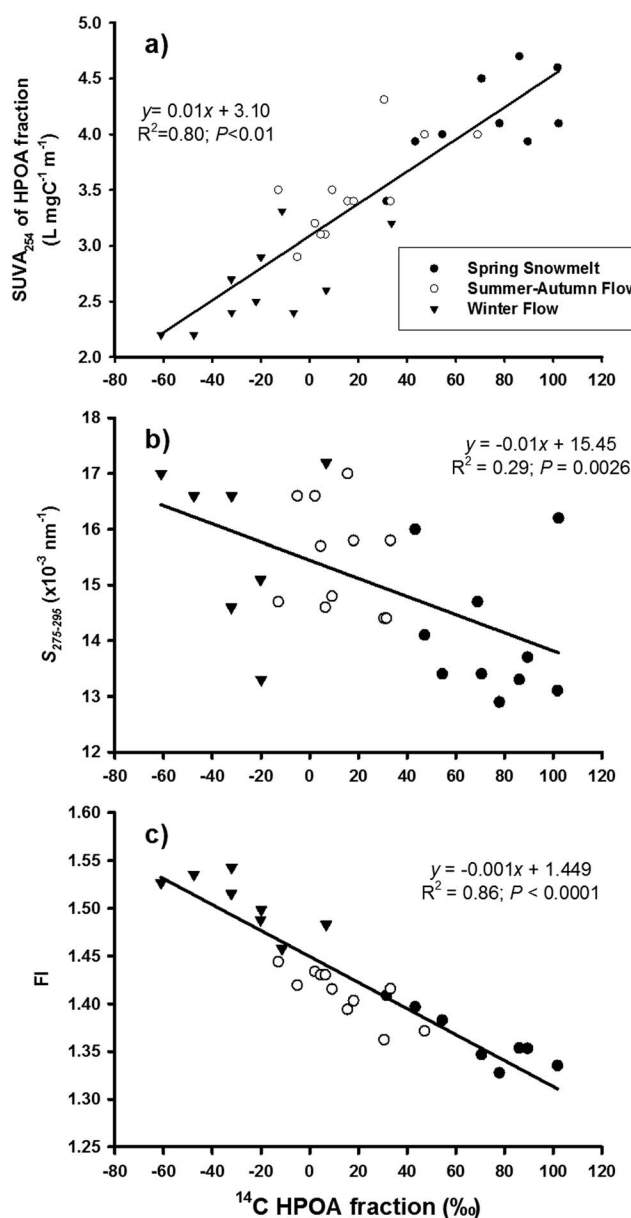 a)
y= 0.01x + 3.10
R²=0.80; P<0.01
SUVA₂₅₄ of HPOA fraction
(L mgC⁻¹ m⁻¹)
5.0
4.5
4.0
3.5
3.0
2.5
2.0
Spring Snowmelt
Summer-Autumn Flow
Winter Flow
-80 -60 -40 -20 0 20 40 60 80 100 120
b)
y = -0.01x + 15.45
R² = 0.29; P = 0.0026
S₂₇₅₋₂₉₅ (x10⁻³ nm⁻¹)
18
17
16
15
14
13
12
-80 -60 -40 -20 0 20 40 60 80 100 120
c)
y = -0.001x + 1.449
R² = 0.86; P < 0.0001
FI
1.60
1.55
1.50
1.45
1.40
1.35
1.30
1.25
-80 -60 -40 -20 0 20 40 60 80 100 120
¹⁴C HPOA fraction (‰)